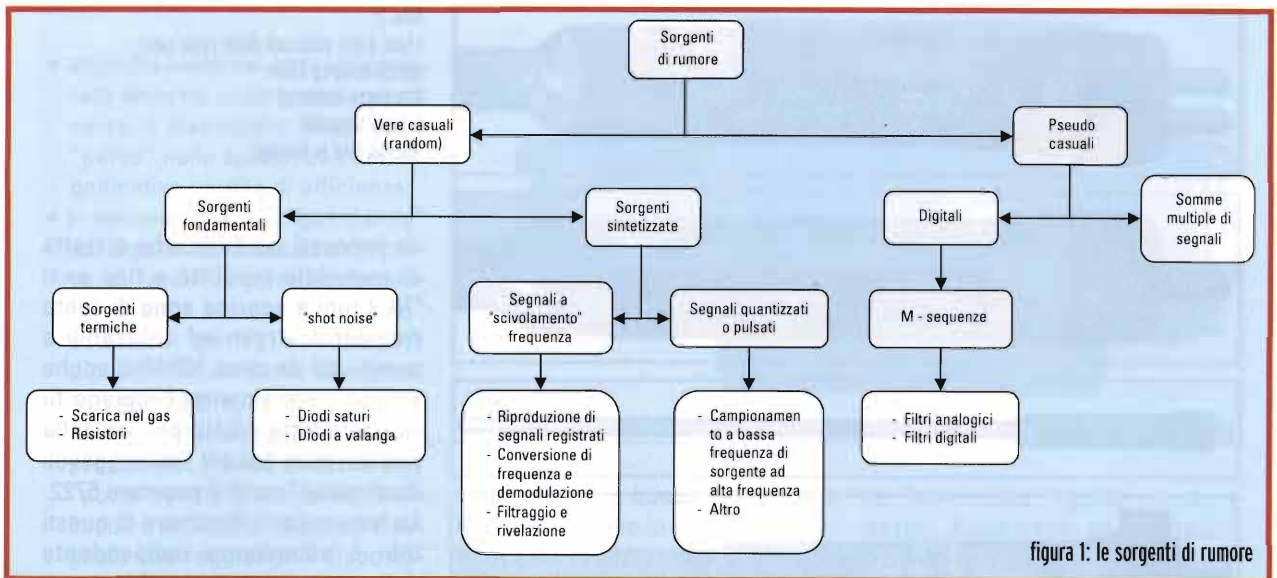 Sorgenti
di rumore
Vere casuali
(random)
Pseudo
casuali
Sorgenti
fondamentali
Sorgenti
sintetizzate
Digitali
Somme
multiple di
segnali
Sorgenti
termiche
"shot noise"
Segnali a
"scivolamento"
frequenza
Segnali quantizzati
o pulsati
M - sequenze
- Scarica nel gas
- Resistori
- Diodi saturi
- Diodi a valanga
- Riproduzione di
segnali registrati
- Conversione di
frequenza e
demodulazione
- Filtraggio e
rivelazione
- Campionamen
to a bassa
frequenza di
sorgente ad
alta frequenza
- Altro
- Filtri analogici
- Filtri digitali
figura 1: le sorgenti di rumore